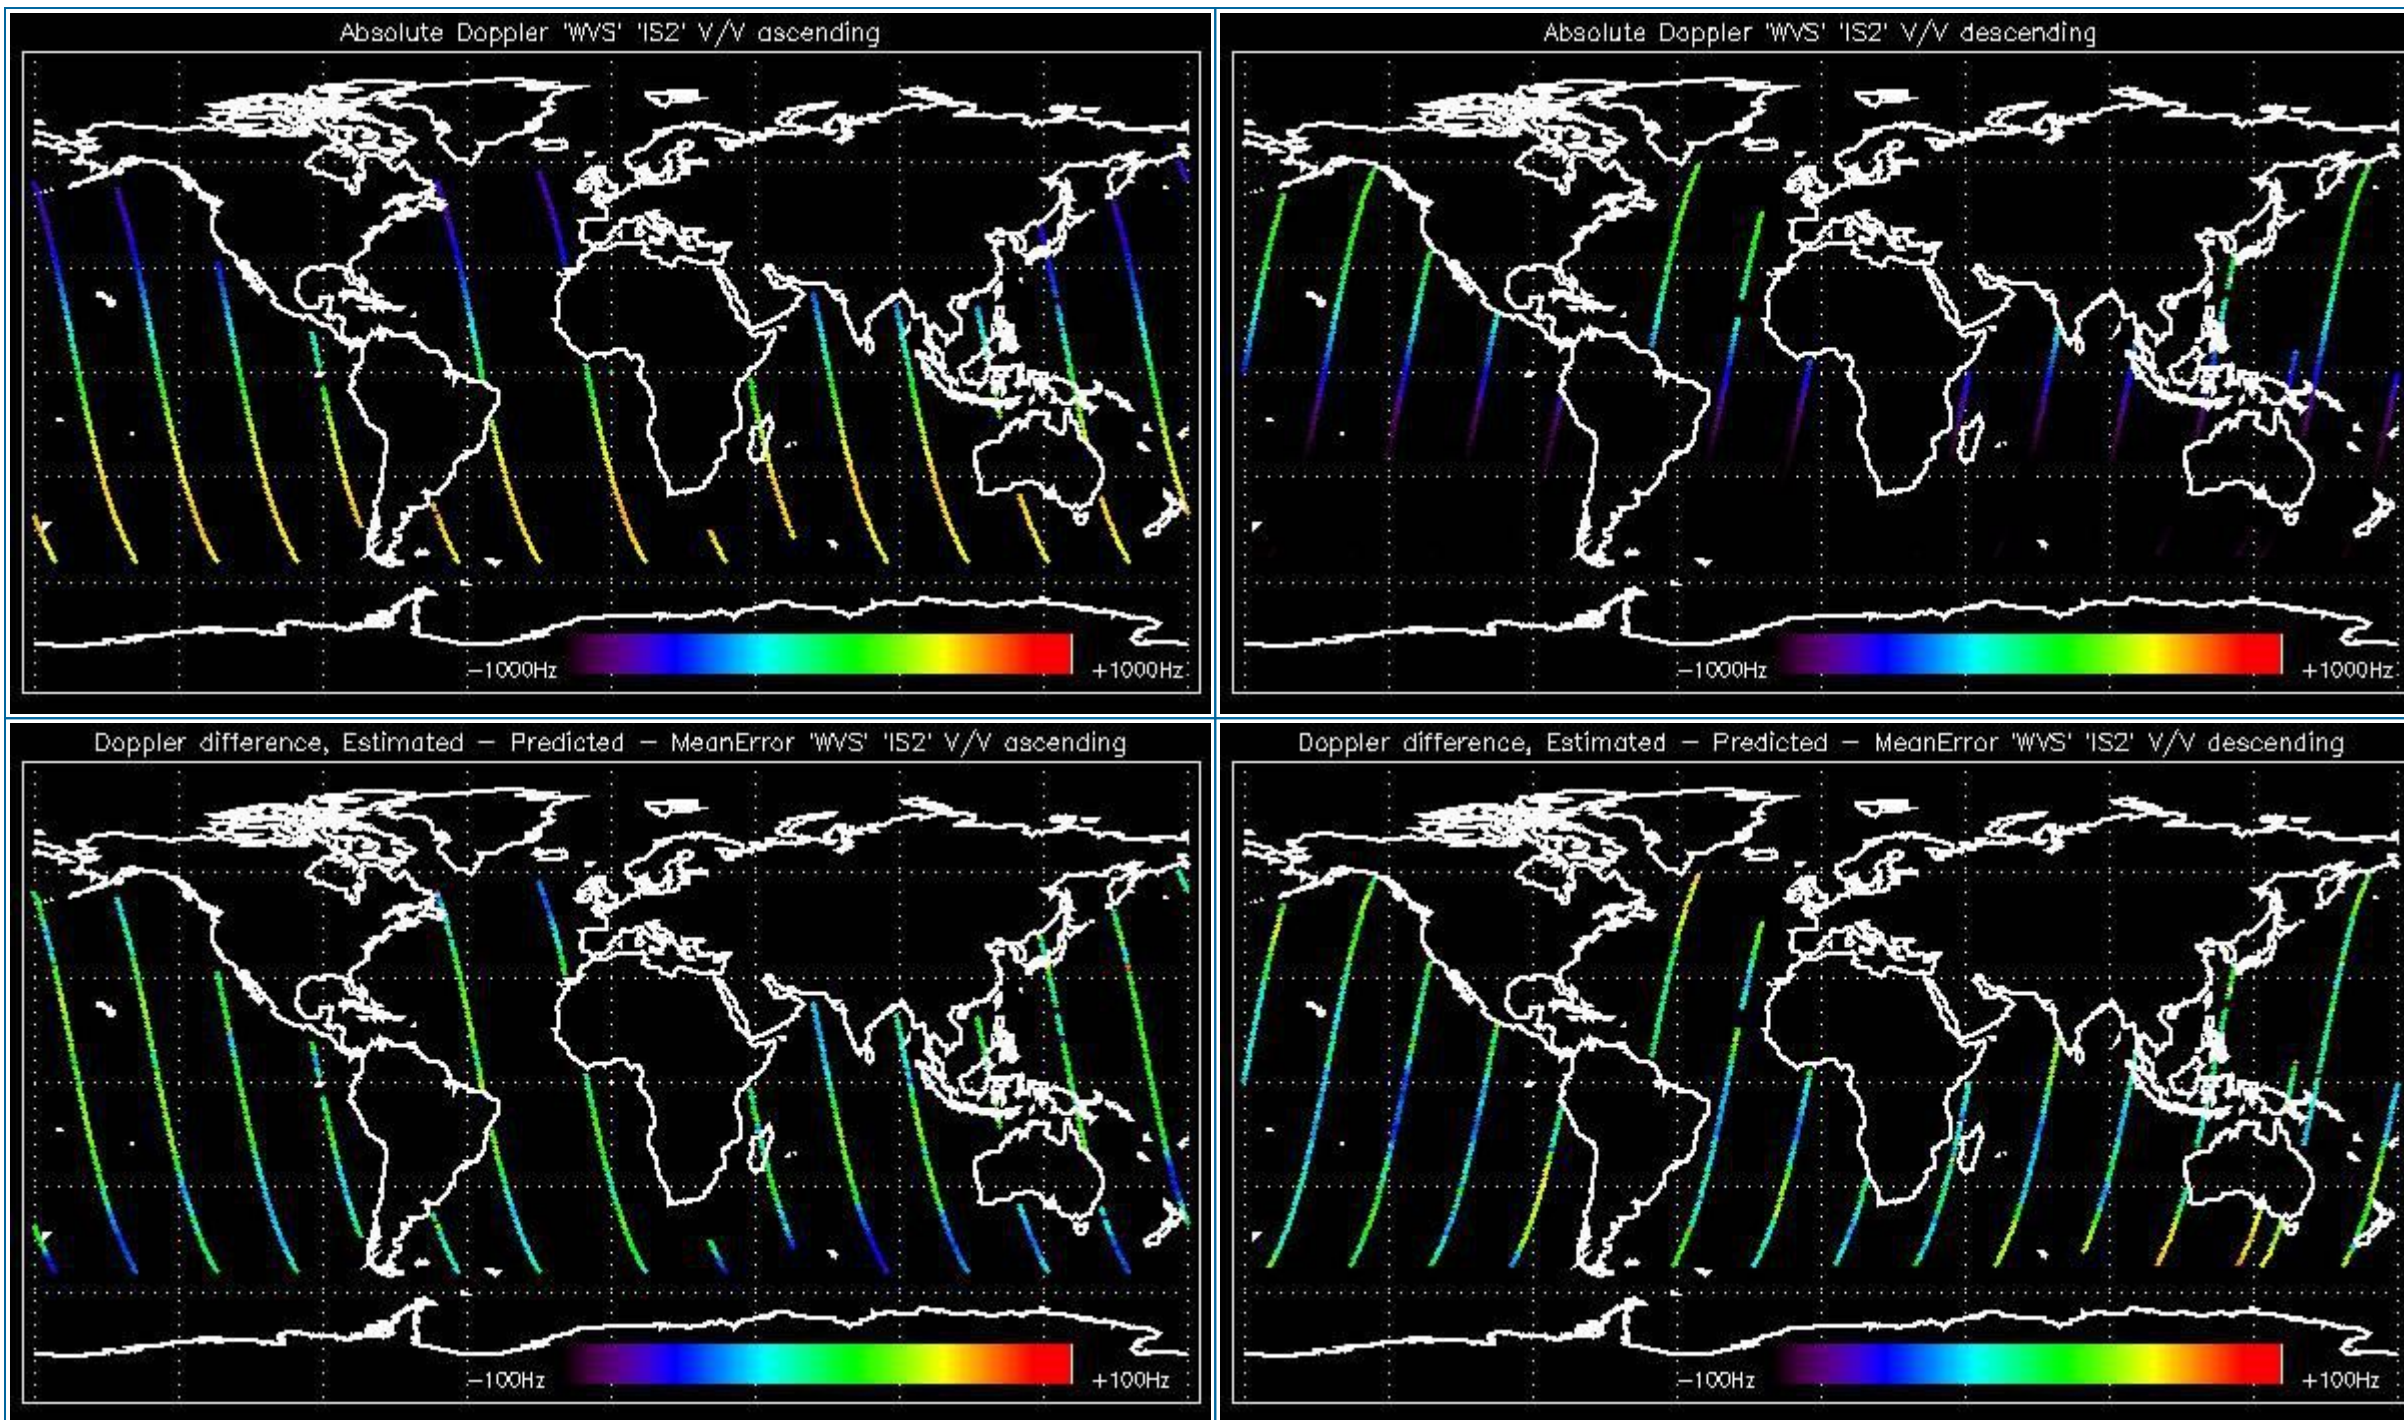 Absolute Doppler 'WVS' 'IS2' V/V ascending
-1000Hz
+1000Hz
Absolute Doppler 'WVS' 'IS2' V/V descending
-1000Hz
+1000Hz
Doppler difference, Estimated - Predicted - MeanError 'WVS' 'IS2' V/V ascending
-100Hz
+100Hz
Doppler difference, Estimated - Predicted - MeanError 'WVS' 'IS2' V/V descending
-100Hz
+100Hz